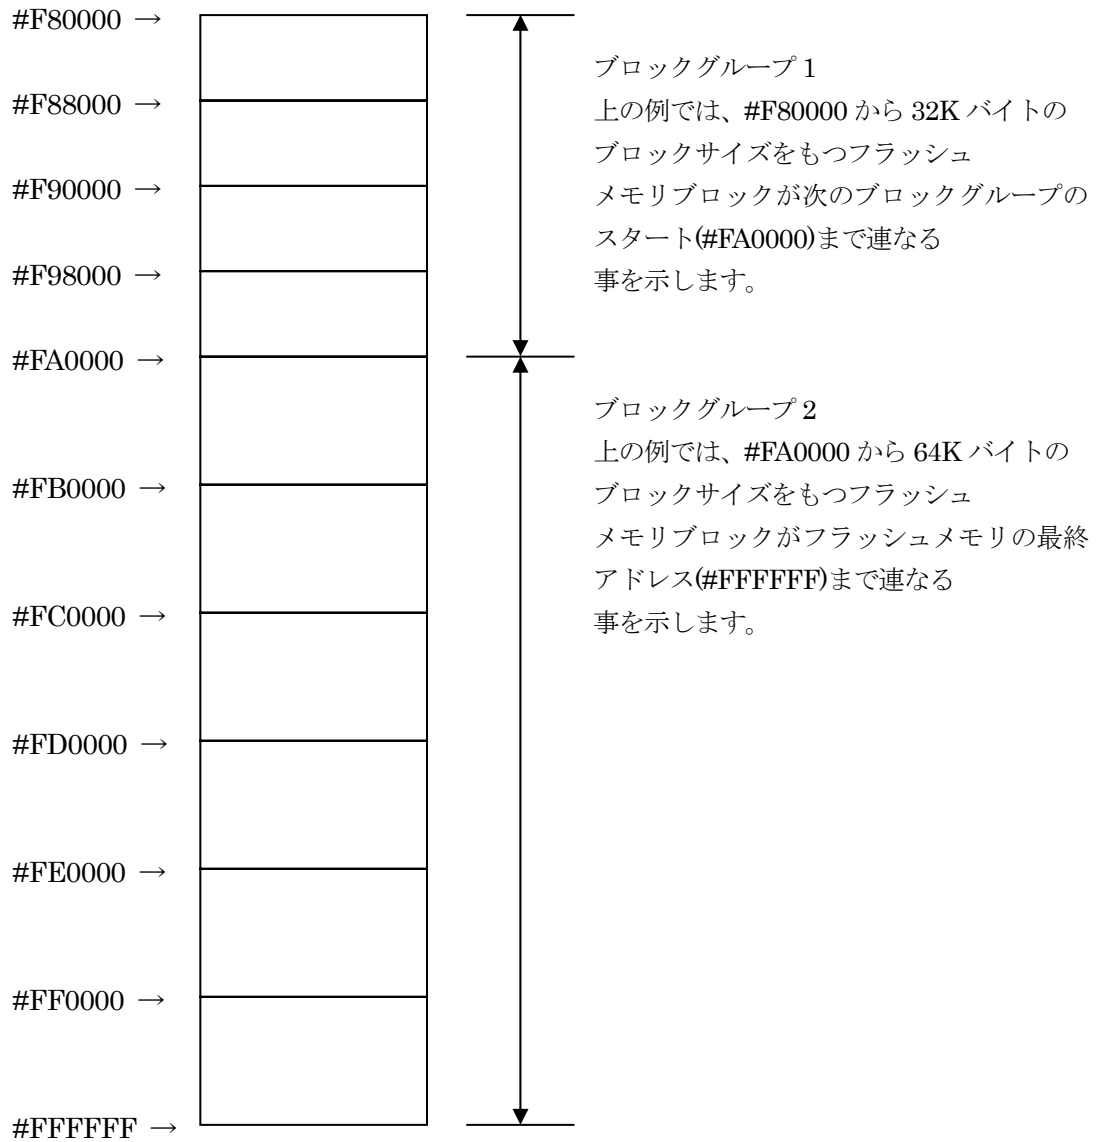 #F80000 →
ブロックグループ 1
#F88000 →
上の例では、#F80000 から 32K バイトの
ブロックサイズをもつフラッシュ
#F90000 →
メモリブロックが次のブロックグループの
スタート(#FA0000)まで連なる
#F98000 →
事を示します。
#FA0000 →
ブロックグループ 2
上の例では、#FA0000 から 64K バイトの
#FB0000 →
ブロックサイズをもつフラッシュ
メモリブロックがフラッシュメモリの最終
アドレス(#FFFFFF)まで連なる
#FC0000 →
事を示します。
#FD0000 →
#FE0000 →
#FF0000 →
#FFFFFF →